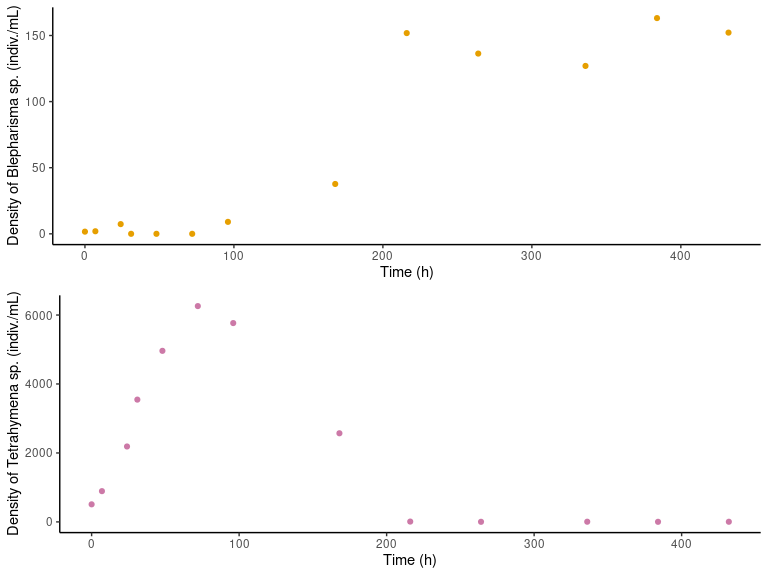 Density of Blepharisma sp. (indiv./mL)
150
100
50
0
0 100 200 300 400
Time (h)
Density of Tetrahymena sp. (indiv./mL)
6000
4000
2000
0
0 100 200 300 400
Time (h)